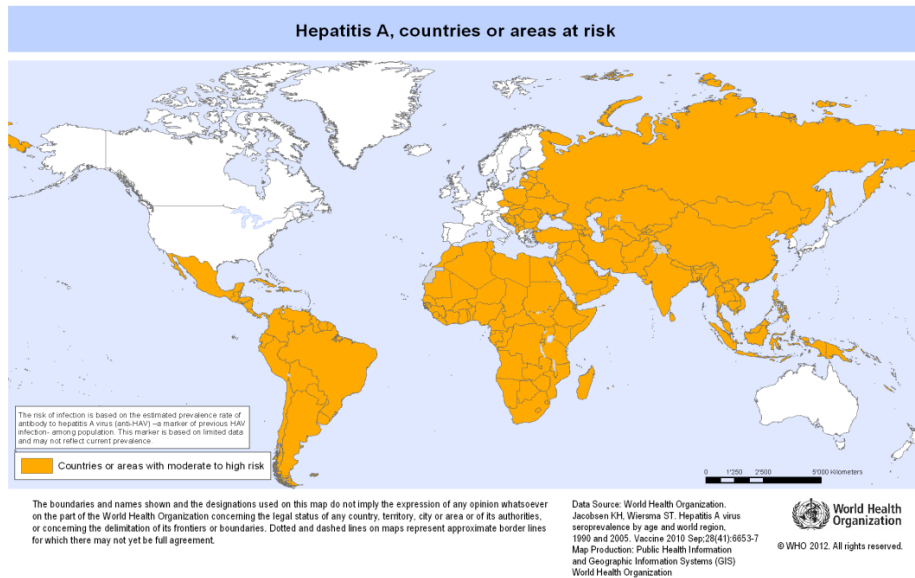 Hepatitis A, countries or areas at risk
The risk of infection is based on the estimated prevalence rate of
antibody to hepatitis A virus (anti-HAV) –a marker of previous HAV
infection- among population. This marker is based on limited data
and may not reflect current prevalence.
Countries or areas with moderate to high risk
0 1'250 2'500 5'000 Kilometers
The boundaries and names shown and the designations used on this map do not imply the expression of any opinion whatsoever
on the part of the World Health Organization concerning the legal status of any country, territory, city or area or of its authorities,
or concerning the delimitation of its frontiers or boundaries. Dotted and dashed lines on maps represent approximate border lines
for which there may not yet be full agreement.
Data Source: World Health Organization.
Jacobsen KH, Wiersma ST. Hepatitis A virus
seroprevalence by age and world region,
1990 and 2005. Vaccine 2010 Sep;28(41):6653-7
Map Production: Public Health Information
and Geographic Information Systems (GIS)
World Health Organization
World Health
Organization
© WHO 2012. All rights reserved.